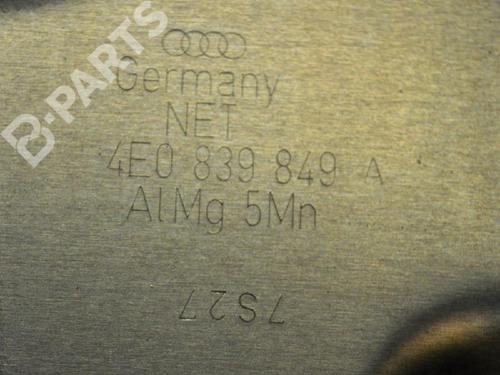 B-PARTS
Germany
NET
4E0 839 849 A
AlMg 5Mn
7S27